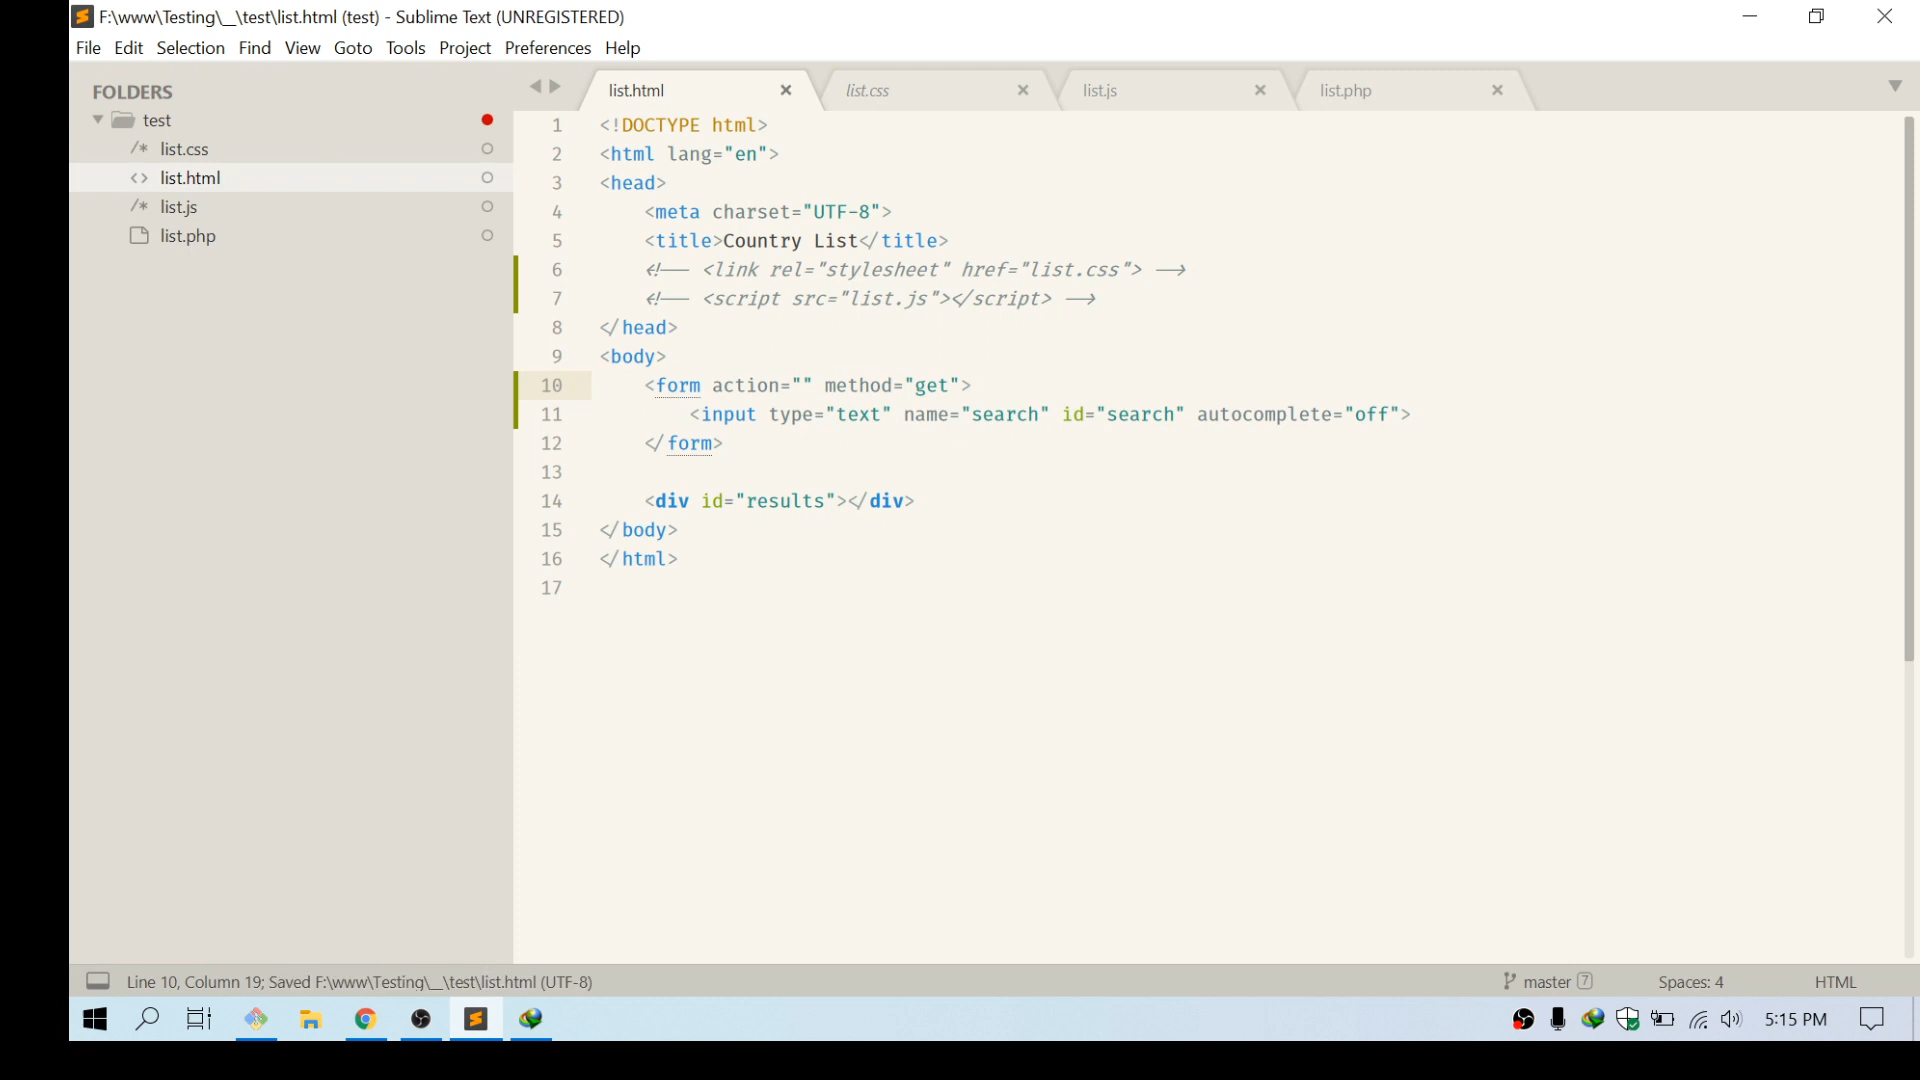 F:\www\Testing\__\test\list.html (test) - Sublime Text (UNREGISTERED)
File Edit Selection Find View Goto Tools Project Preferences Help
FOLDERS
test
/* list.css
<> list.html
/* list.js
list.php
list.html
list.css
list.js
list.php
1 <!DOCTYPE html>
2 <html lang="en">
3 <head>
4 <meta charset="UTF-8">
5 <title>Country List</title>
6 <!-- <link rel="stylesheet" href="list.css"> -->
7 <!-- <script src="list.js"></script> -->
8 </head>
9 <body>
10 <form action="" method="get">
11 <input type="text" name="search" id="search" autocomplete="off">
12 </form>
13
14 <div id="results"></div>
15 </body>
16 </html>
17
Line 10, Column 19; Saved F:\www\Testing\__\test\list.html (UTF-8) master 7 Spaces: 4 HTML
5:15 PM